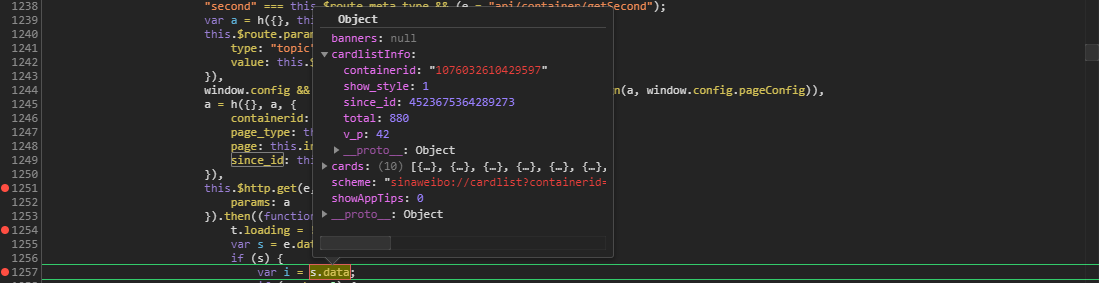 1238 "second" === this.$route.meta.type && (e = "api/container/getSecond");
1239 var a = h({}, th
1240 this.$route.param
1241 type: "topic"
1242 value: this.$
1243 }),
1244 window.config && n(a, window.config.pageConfig)),
1245 a = h({}, a, {
1246 containerid:
1247 page_type: th
1248 page: this.in
1249 since_id: thi
1250 }),
1251 this.$http.get(e,
1252 params: a
1253 }).then((function
1254 t.loading =
1255 var s = e.dat
1256 if (s) {
1257 var i = s.data;
Object
banners: null
cardlistInfo:
containerid: "1076032610429597"
show_style: 1
since_id: 4523675364289273
total: 880
v_p: 42
__proto__: Object
cards: (10) [{…}, {…}, {…}, {…}, {…}, {…},
scheme: "sinaweibo://cardlist?containerid=
showAppTips: 0
__proto__: Object